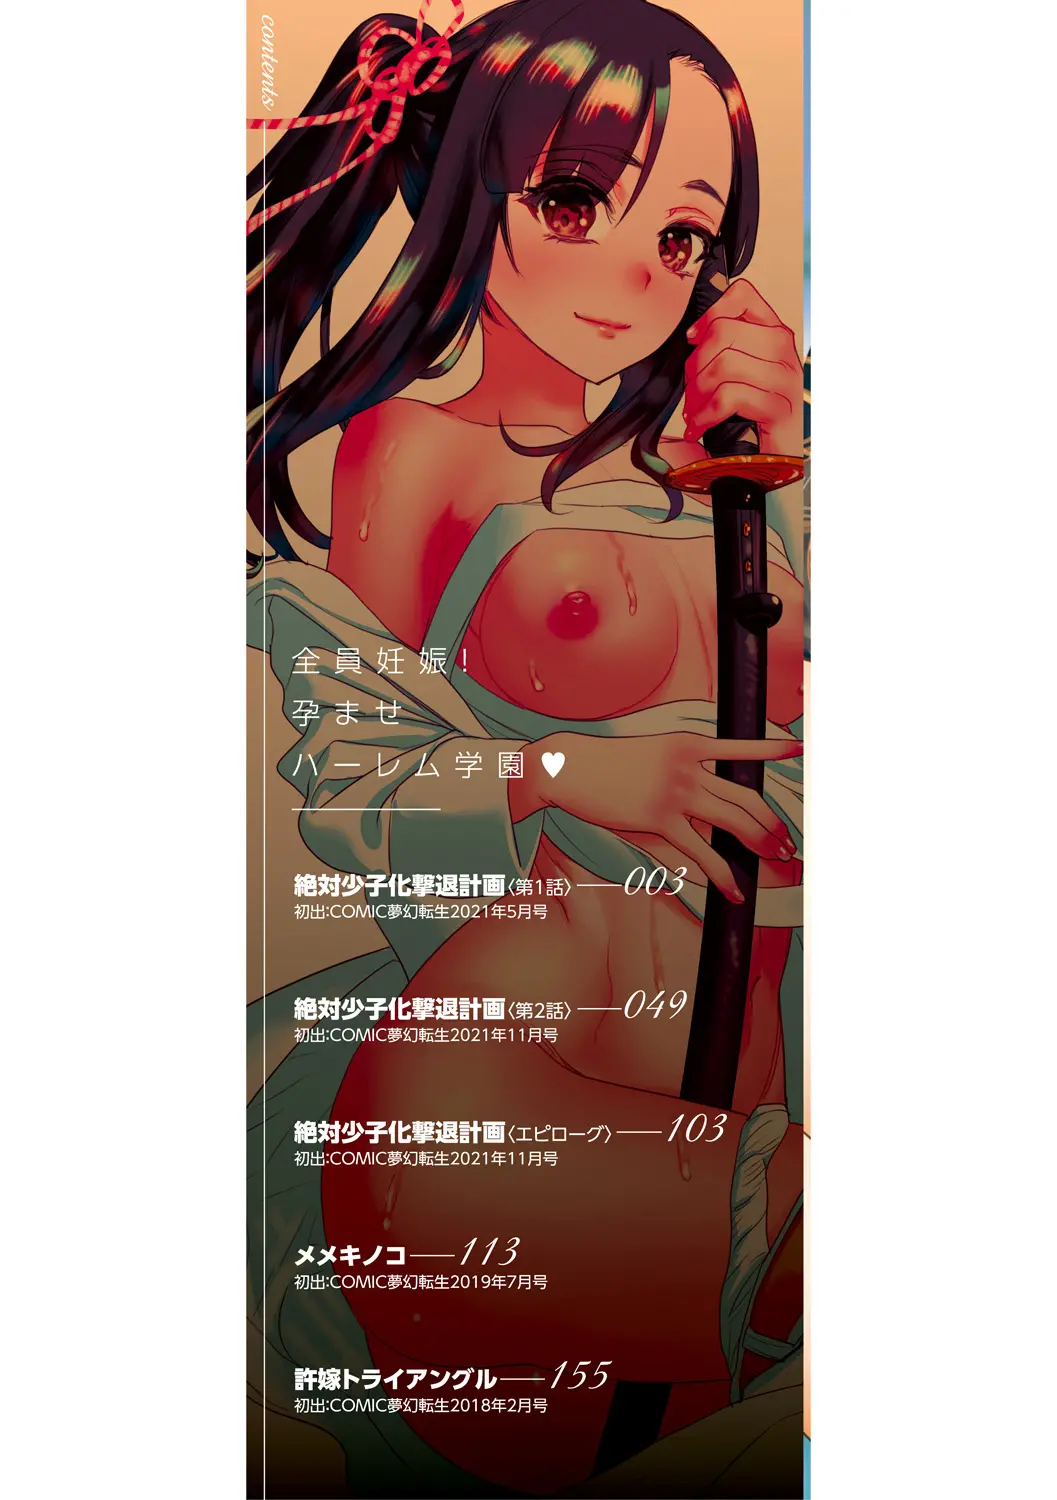 contents
全員妊娠!
孕ませ
ハーレム学園♥
絶対少子化撃退計画〈第1話〉――003
初出:COMIC夢幻転生2021年5月号
絶対少子化撃退計画〈第2話〉――049
初出:COMIC夢幻転生2021年11月号
絶対少子化撃退計画〈エピローグ〉――103
初出:COMIC夢幻転生2021年11月号
メメキノコ――113
初出:COMIC夢幻転生2019年7月号
許嫁トライアングル――155
初出:COMIC夢幻転生2018年2月号